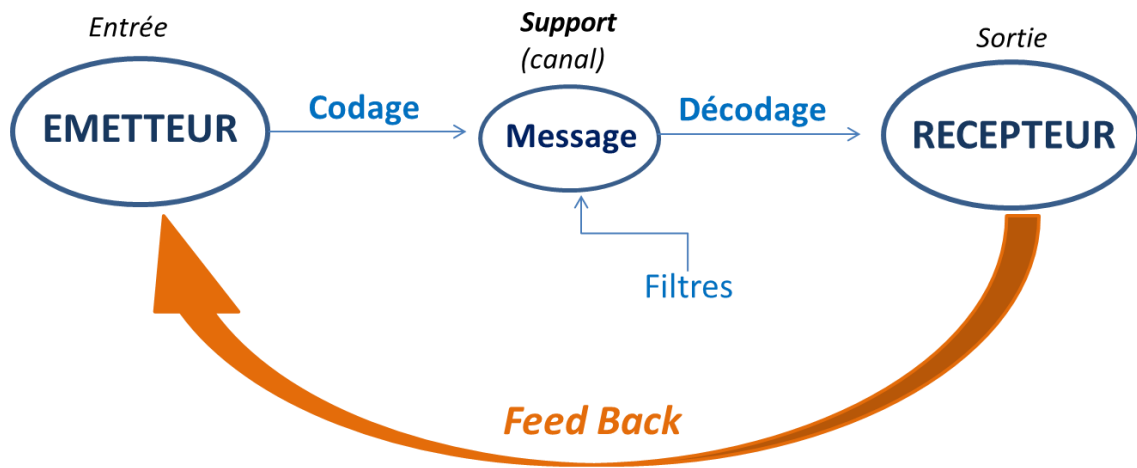 Entrée
Support
(canal)
Sortie
EMETTEUR
Codage
Message
Décodage
RECEPTEUR
Filtres
Feed Back